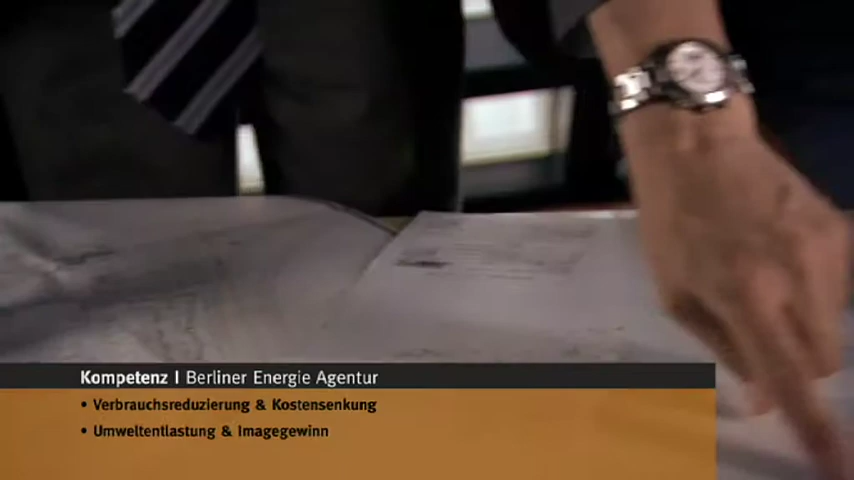 Kompetenz | Berliner Energie Agentur
• Verbrauchsreduzierung & Kostensenkung
• Umweltentlastung & Imagegewinn